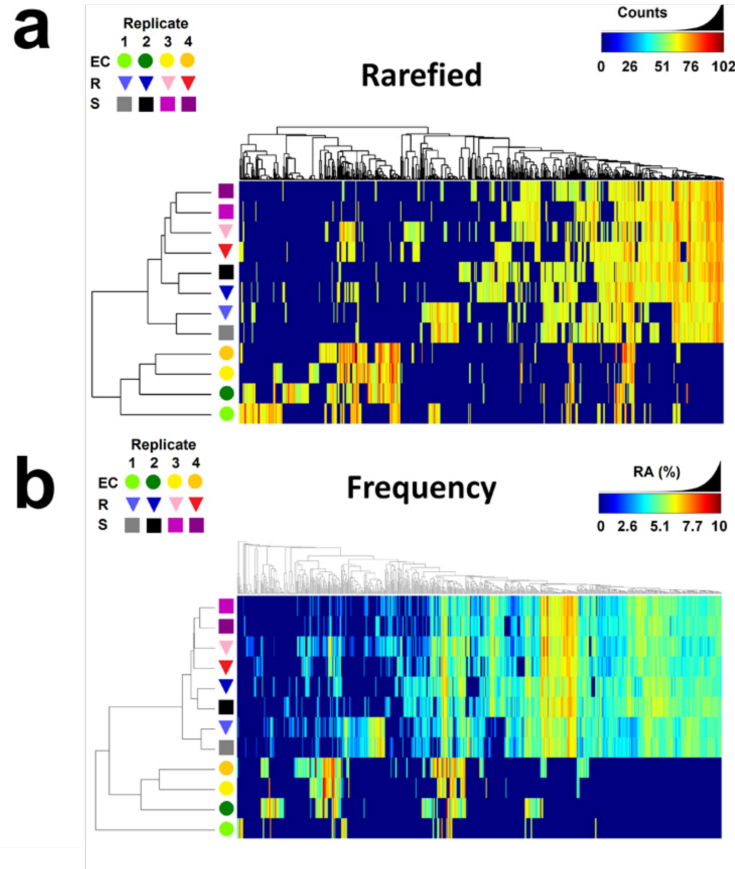 a
Replicate
1 2 3 4
EC
R
S
Rarefied
Counts
0 26 51 76 102
b
Replicate
1 2 3 4
EC
R
S
Frequency
RA (%)
0 2.6 5.1 7.7 10